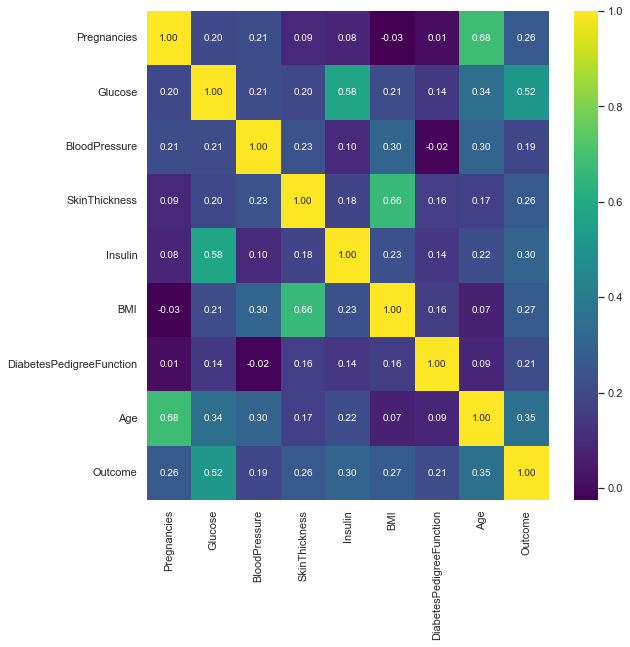 Pregnancies 1.00 0.20 0.21 0.09 0.08 -0.03 0.01 0.68 0.26
Glucose 0.20 1.00 0.21 0.20 0.58 0.21 0.14 0.34 0.52
BloodPressure 0.21 0.21 1.00 0.23 0.10 0.30 -0.02 0.30 0.19
SkinThickness 0.09 0.20 0.23 1.00 0.18 0.66 0.16 0.17 0.26
Insulin 0.08 0.58 0.10 0.18 1.00 0.23 0.14 0.22 0.30
BMI -0.03 0.21 0.30 0.66 0.23 1.00 0.16 0.07 0.27
DiabetesPedigreeFunction 0.01 0.14 -0.02 0.16 0.14 0.16 1.00 0.09 0.21
Age 0.68 0.34 0.30 0.17 0.22 0.07 0.09 1.00 0.35
Outcome 0.26 0.52 0.19 0.26 0.30 0.27 0.21 0.35 1.00
Pregnancies
Glucose
BloodPressure
SkinThickness
Insulin
BMI
DiabetesPedigreeFunction
Age
Outcome
1.0
0.8
0.6
0.4
0.2
0.0